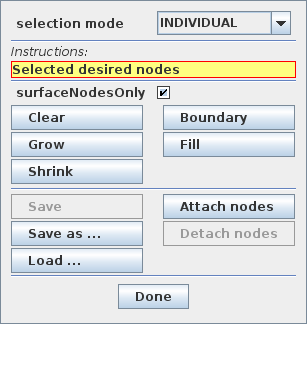 selection mode INDIVIDUAL
Instructions:
Selected desired nodes
surfaceNodesOnly
Clear Boundary
Grow Fill
Shrink
Save Attach nodes
Save as ... Detach nodes
Load ...
Done